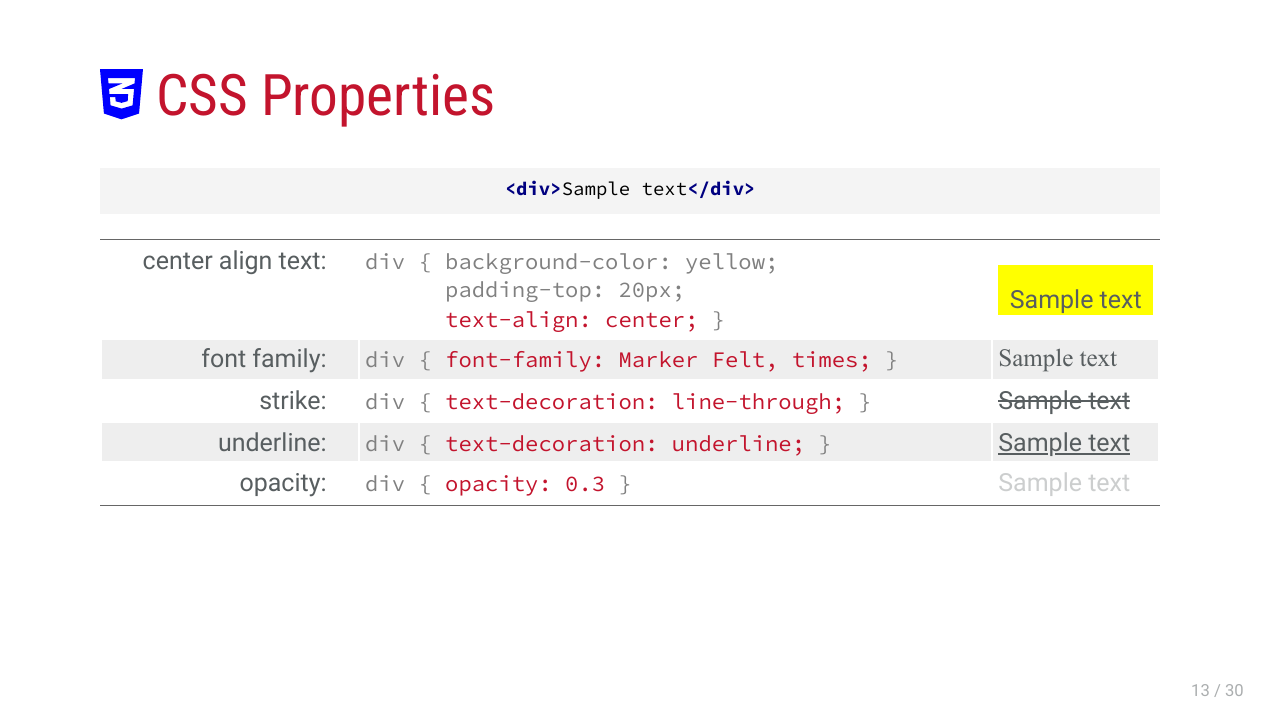 CSS Properties
<div>Sample text</div>
center align text: div { background-color: yellow;
padding-top: 20px;
text-align: center; }
Sample text
font family: div { font-family: Marker Felt, times; } Sample text
strike: div { text-decoration: line-through; } Sample text
underline: div { text-decoration: underline; } Sample text
opacity: div { opacity: 0.3 } Sample text
13 / 30